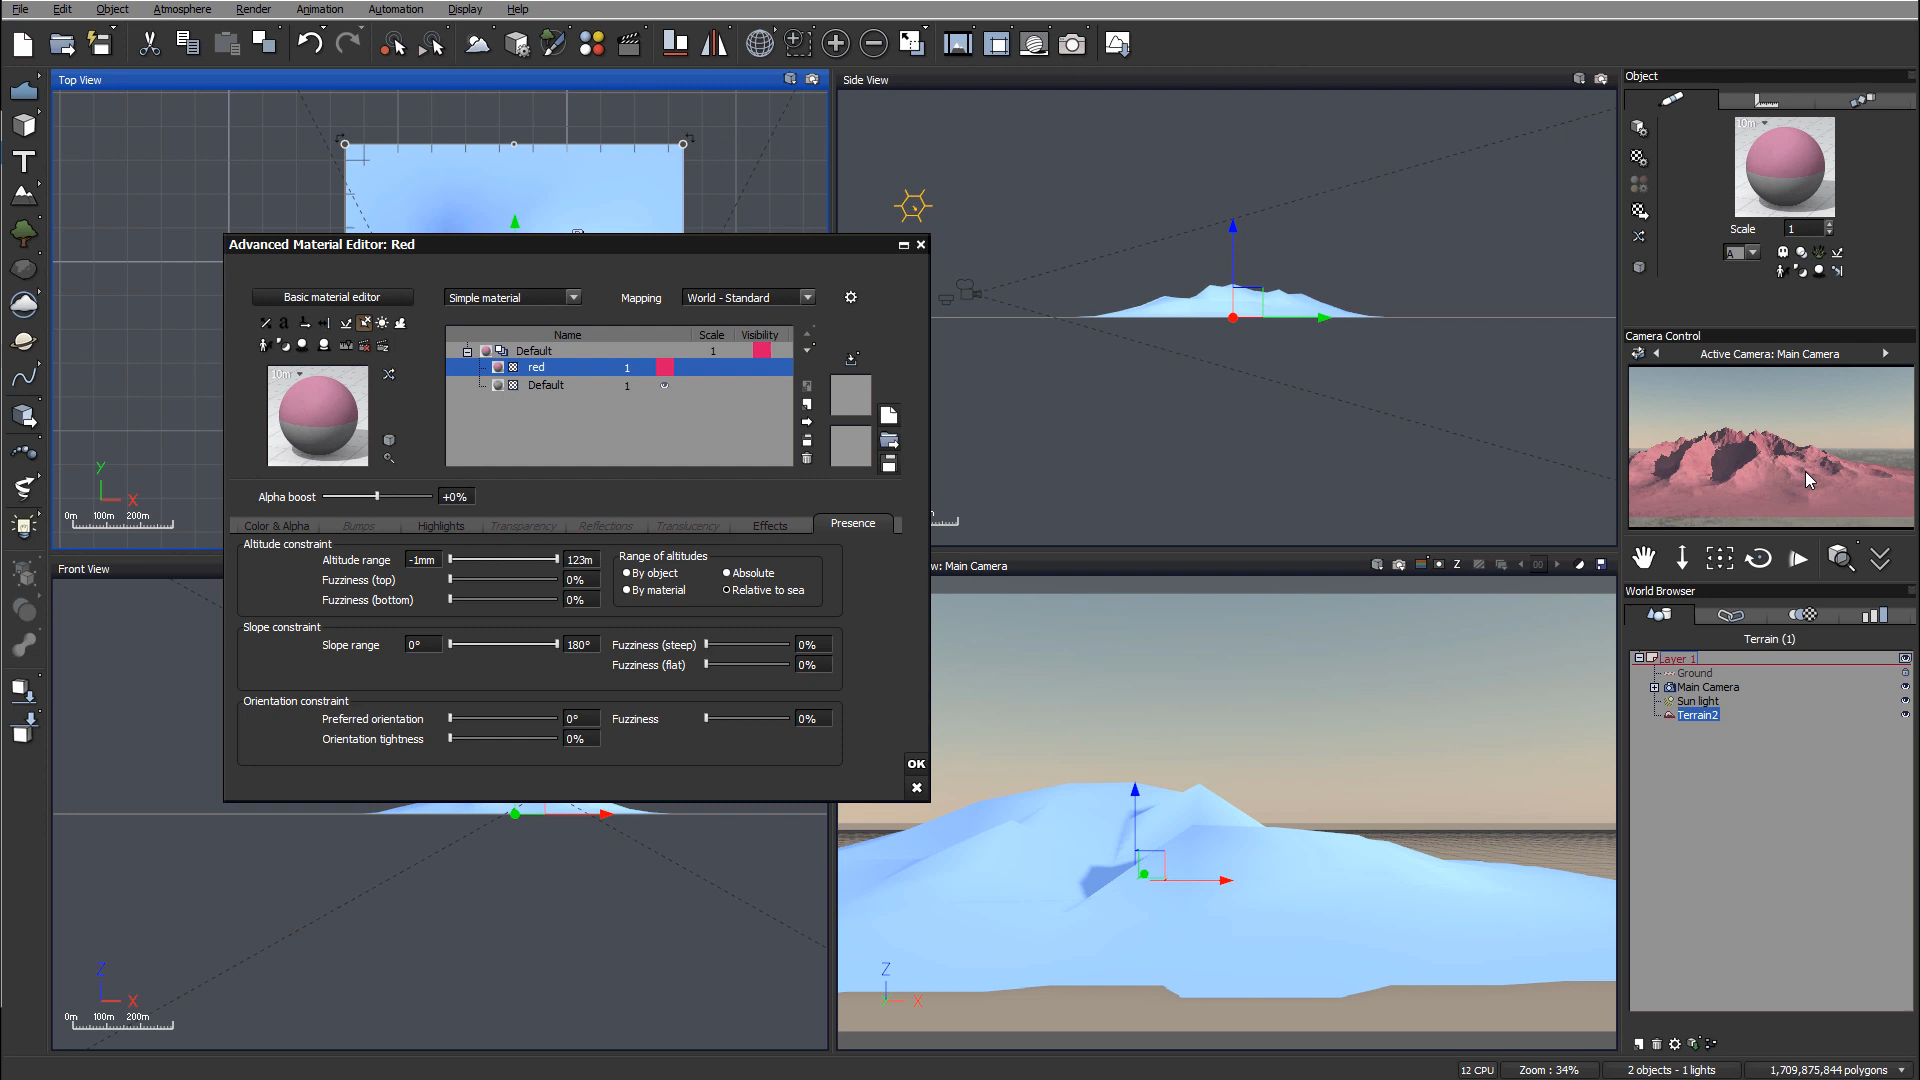 File Edit Object Atmosphere Render Animation Automation Display Help
Top View
Side View
Object
10m
Scale 1
A
Advanced Material Editor: Red
Basic material editor Simple material Mapping World - Standard
Name Scale Visibility
Default 1
red 1
Default 1
10m
Alpha boost +0%
Color & Alpha Bumps Highlights Transparency Reflections Translucency Effects Presence
Altitude constraint
Altitude range -1mm 123m
Fuzziness (top) 0%
Fuzziness (bottom) 0%
Range of altitudes
By object Absolute
By material Relative to sea
Slope constraint
Slope range 0° 180° Fuzziness (steep) 0%
Fuzziness (flat) 0%
Orientation constraint
Preferred orientation 0° Fuzziness 0%
Orientation tightness 0%
OK
Y
X
0m 100m 200m
Camera Control
Active Camera: Main Camera
Front View
Z
X
0m 100m 200m
w: Main Camera
Z 00
Z
X
World Browser
Terrain (1)
Layer 1
Ground
Main Camera
Sun light
Terrain2
12 CPU Zoom : 34% 2 objects - 1 lights 1,709,875,844 polygons